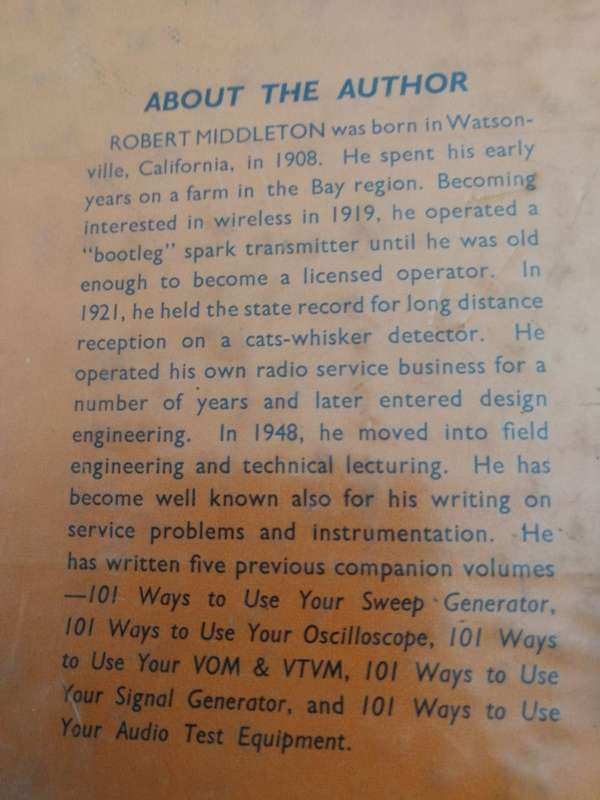 ABOUT THE AUTHOR
ROBERT MIDDLETON was born in Watson-
ville, California, in 1908. He spent his early
years on a farm in the Bay region. Becoming
interested in wireless in 1919, he operated a
"bootleg" spark transmitter until he was old
enough to become a licensed operator. In
1921, he held the state record for long distance
reception on a cats-whisker detector. He
operated his own radio service business for a
number of years and later entered design
engineering. In 1948, he moved into field
engineering and technical lecturing. He has
become well known also for his writing on
service problems and instrumentation. He
has written five previous companion volumes
—101 Ways to Use Your Sweep Generator,
101 Ways to Use Your Oscilloscope, 101 Ways
to Use Your VOM & VTVM, 101 Ways to Use
Your Signal Generator, and 101 Ways to Use
Your Audio Test Equipment.